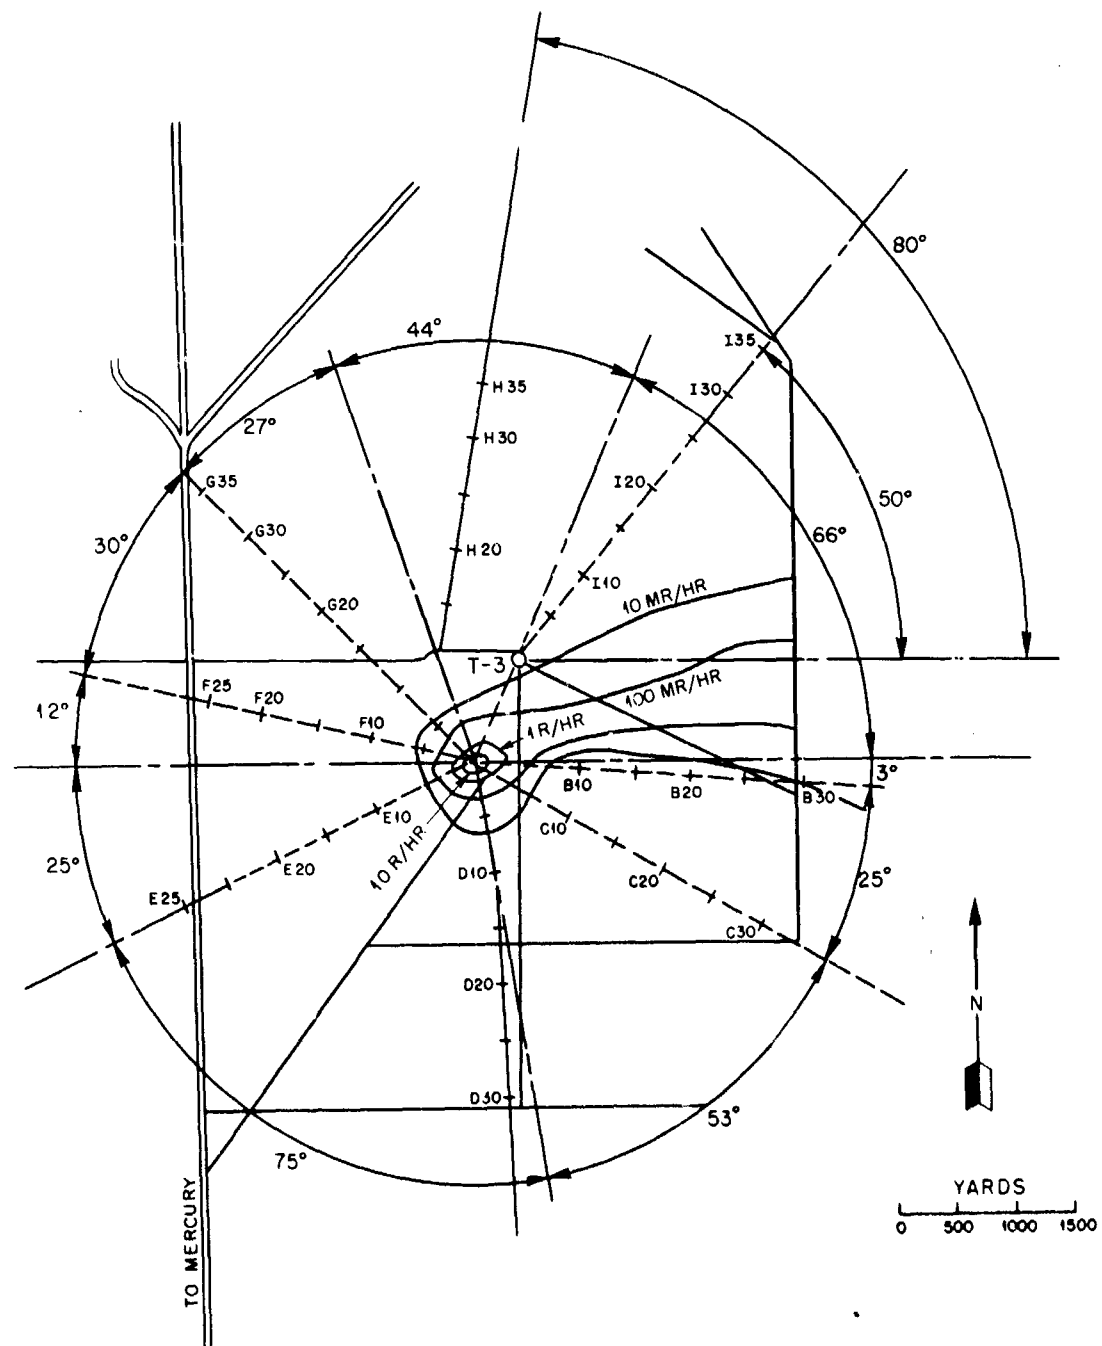 80°
44°
I35
H35
I30
27°
H30
G35
I20
50°
G30
66°
30°
H20
I10
10 MR/HR
G20
T-3
100 MR/HR
F25
F20
12°
F10
1 R/HR
3°
B10
B20
B30
E10
C10
10 R/HR
25°
E20
D10
C20
25°
E25
C30
D20
N
D30
53°
75°
TO MERCURY
YARDS
0 500 1000 1500